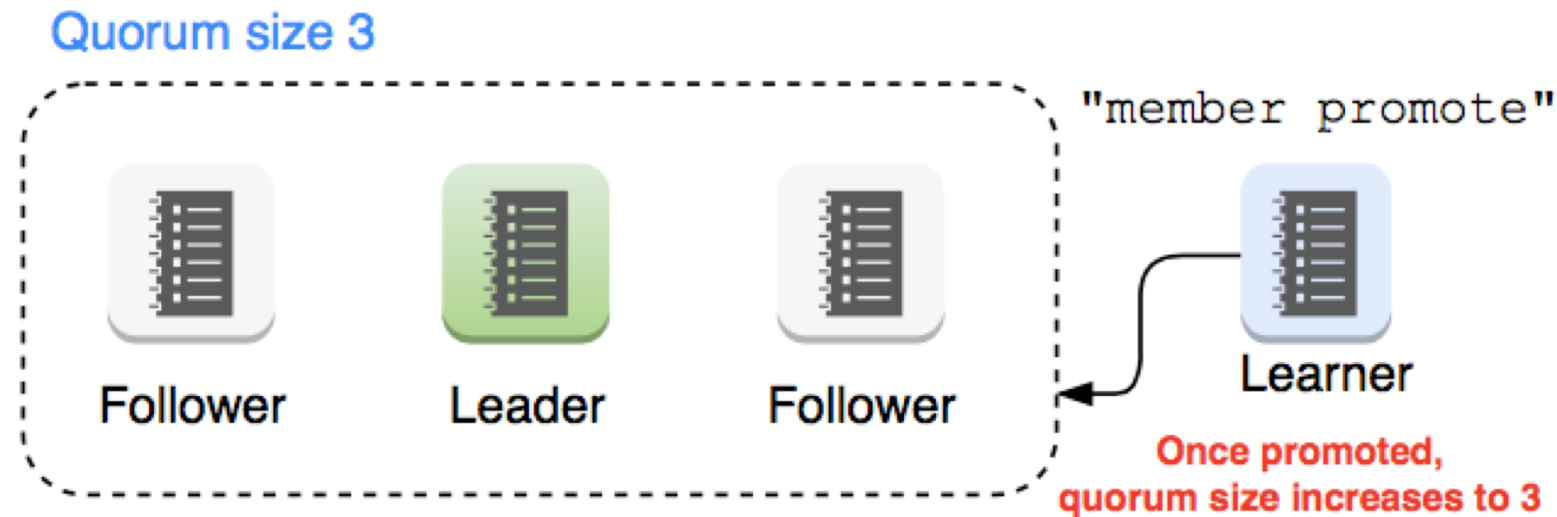 Quorum size 3
"member promote"
Follower
Leader
Follower
Learner
Once promoted,
quorum size increases to 3